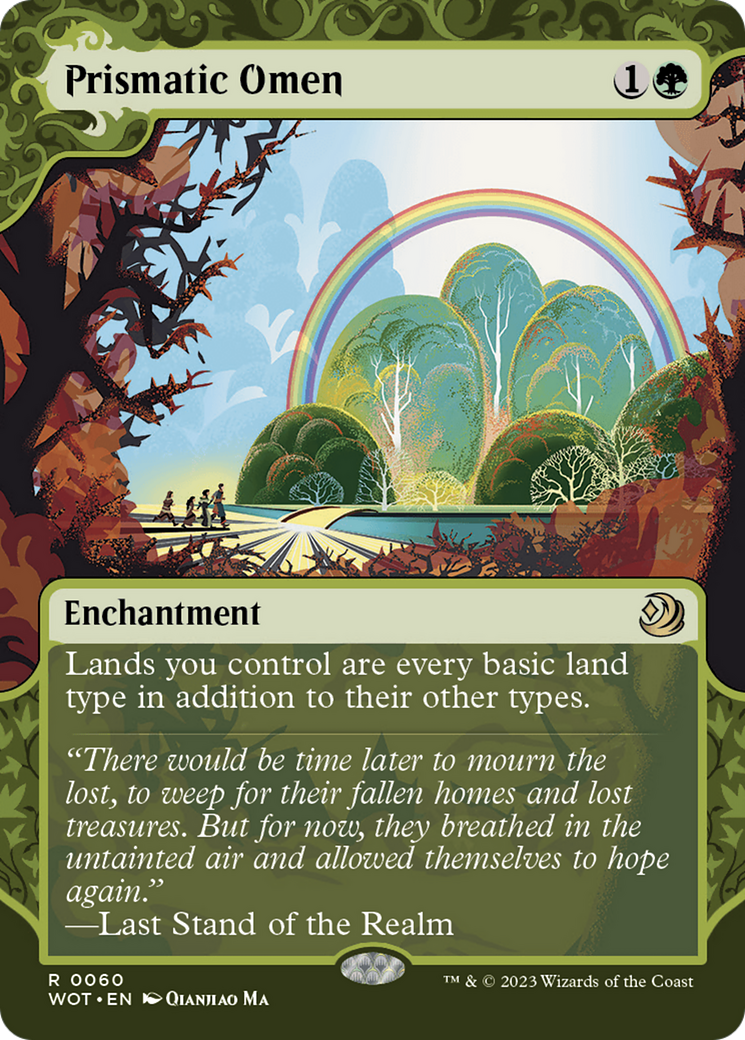 Prismatic Omen 1
Enchantment
Lands you control are every basic land
type in addition to their other types.
“There would be time later to mourn the
lost, to weep for their fallen homes and lost
treasures. But for now, they breathed in the
untainted air and allowed themselves to hope
again.”
—Last Stand of the Realm
R 0060
WOT • EN Qianjiao Ma
™ & © 2023 Wizards of the Coast